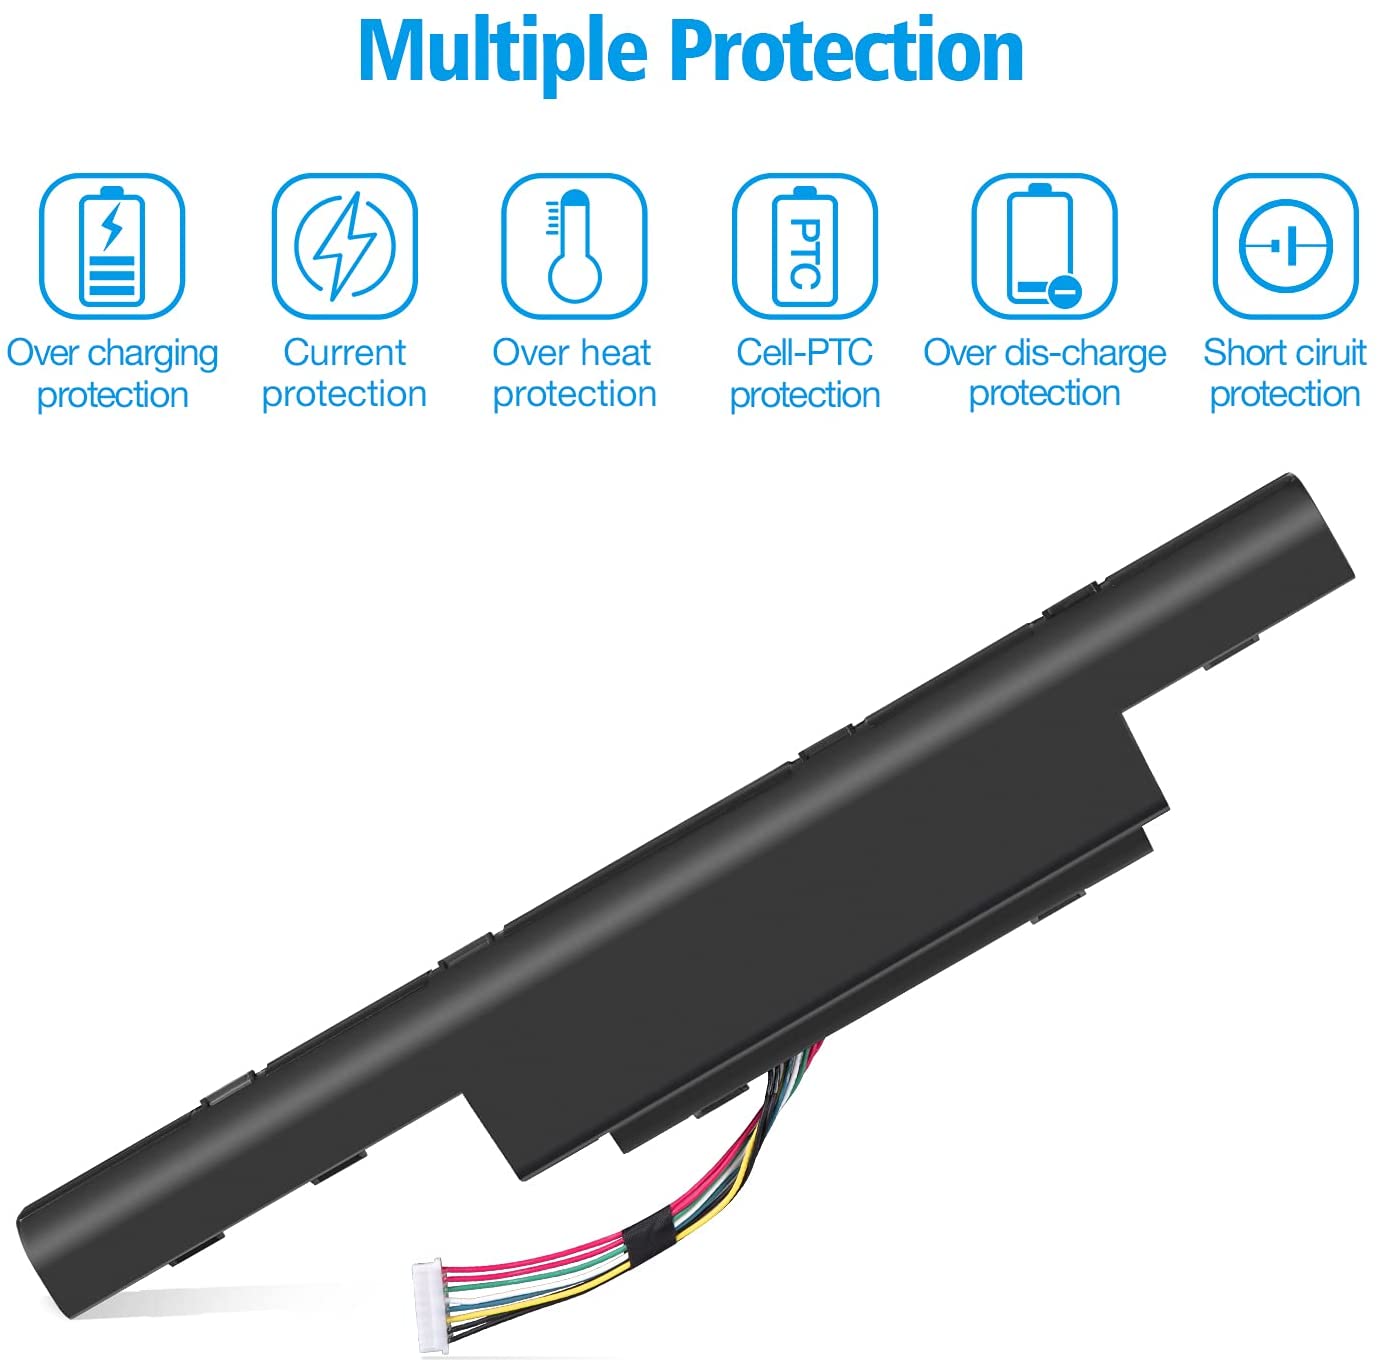 Multiple Protection
PTC
Over charging
protection
Current
protection
Over heat
protection
Cell-PTC
protection
Over dis-charge
protection
Short ciruit
protection